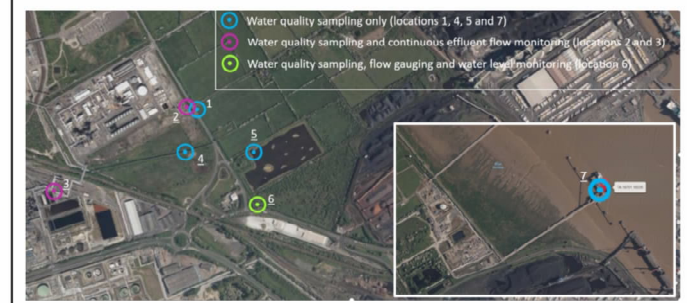 Water quality sampling only (locations 1, 4, 5 and 7)
Water quality sampling and continuous effluent flow monitoring (locations 2 and 3)
Water quality sampling, flow gauging and water level monitoring (location 6)
1
2
5
4
3
6
7